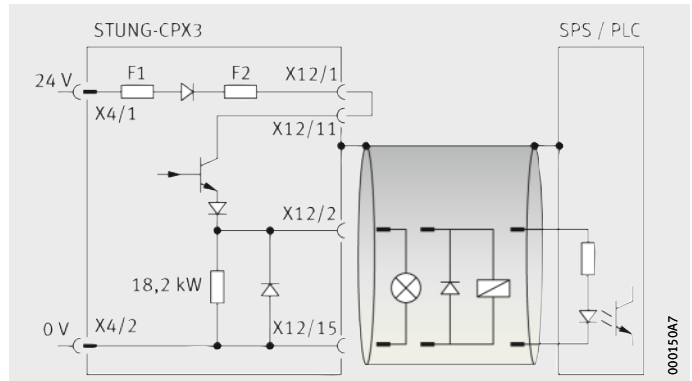 STUNG-CPX3
SPS / PLC
24 V
F1
F2
X12/1
X4/1
X12/11
X12/2
18,2 kW
0 V
X4/2
X12/15
000150A7